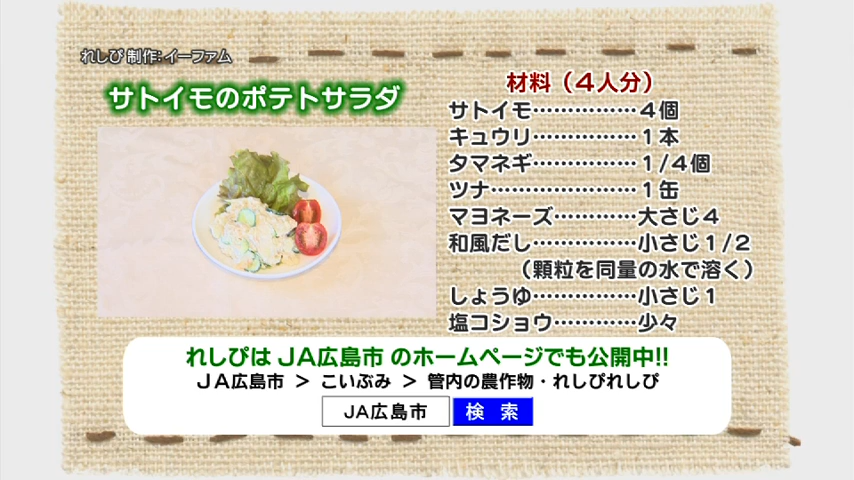 れしぴ 制作：イーファム
サトイモのポテトサラダ
材料（４人分）
サトイモ……………４個
キュウリ……………１本
タマネギ……………１/４個
ツナ…………………１缶
マヨネーズ…………大さじ４
和風だし……………小さじ１/２
（顆粒を同量の水で溶く）
しょうゆ……………小さじ１
塩コショウ…………少々
れしぴは JA広島市 のホームページでも公開中!!
ＪＡ広島市 ＞ こいぶみ ＞ 管内の農作物・れしぴれしぴ
JA広島市 検 索